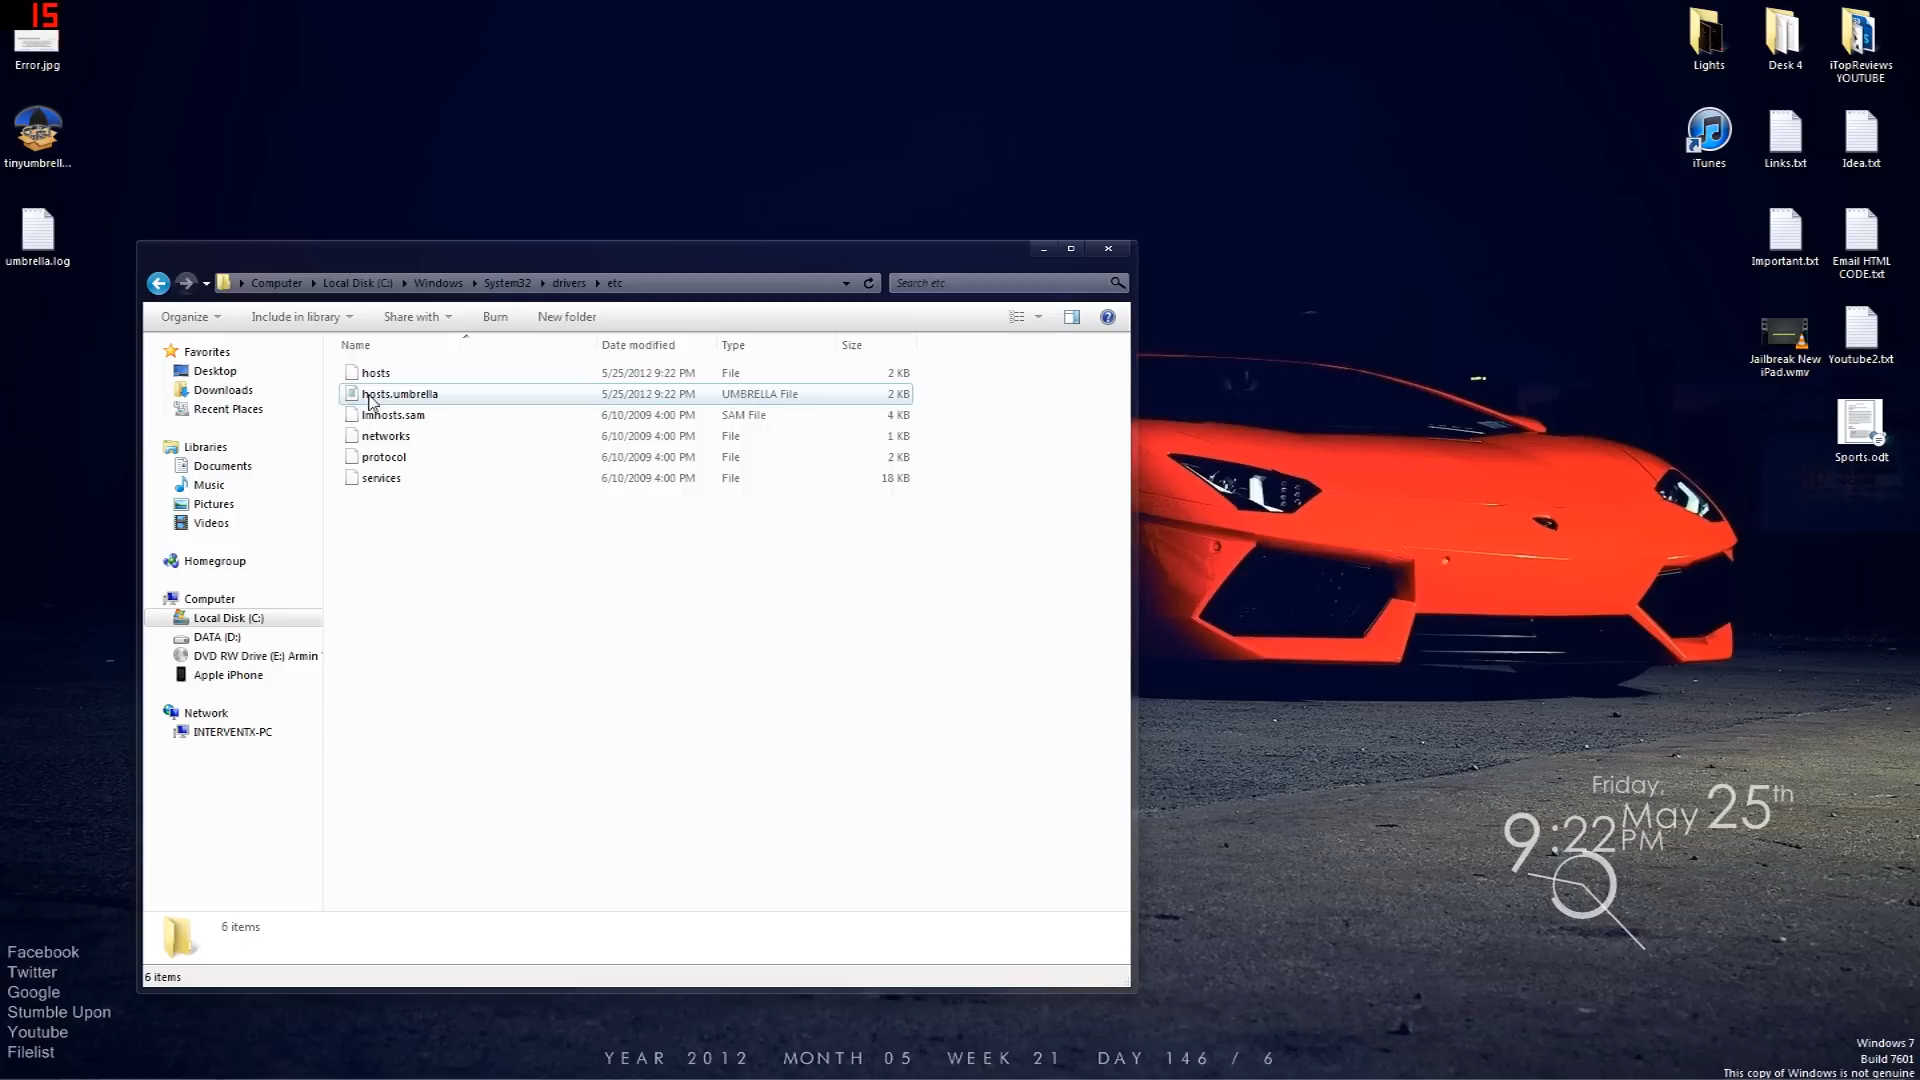 15
Error.jpg
tinyumbrell...
umbrella.log
Lights
Desk 4
iTopReviews
YOUTUBE
iTunes
Links.txt
Idea.txt
Important.txt
Email HTML
CODE.txt
Jailbreak New
iPad.wmv
Youtube2.txt
Sports.odt
Computer
Local Disk (C:)
Windows
System32
drivers
etc
Search etc
Organize
Include in library
Share with
Burn
New folder
Name
Date modified
Type
Size
hosts 5/25/2012 9:22 PM File 2 KB
hosts.umbrella 5/25/2012 9:22 PM UMBRELLA File 2 KB
lmhosts.sam 6/10/2009 4:00 PM SAM File 4 KB
networks 6/10/2009 4:00 PM File 1 KB
protocol 6/10/2009 4:00 PM File 2 KB
services 6/10/2009 4:00 PM File 18 KB
Favorites
Desktop
Downloads
Recent Places
Libraries
Documents
Music
Pictures
Videos
Homegroup
Computer
Local Disk (C:)
DATA (D:)
DVD RW Drive (E:) Armin
Apple iPhone
Network
INTERVENTX-PC
6 items
6 items
Friday,
May 25th
9:22 PM
Facebook
Twitter
Google
Stumble Upon
Youtube
Filelist
YEAR 2012 MONTH 05 WEEK 21 DAY 146 / 6
Windows 7
Build 7601
This copy of Windows is not genuine